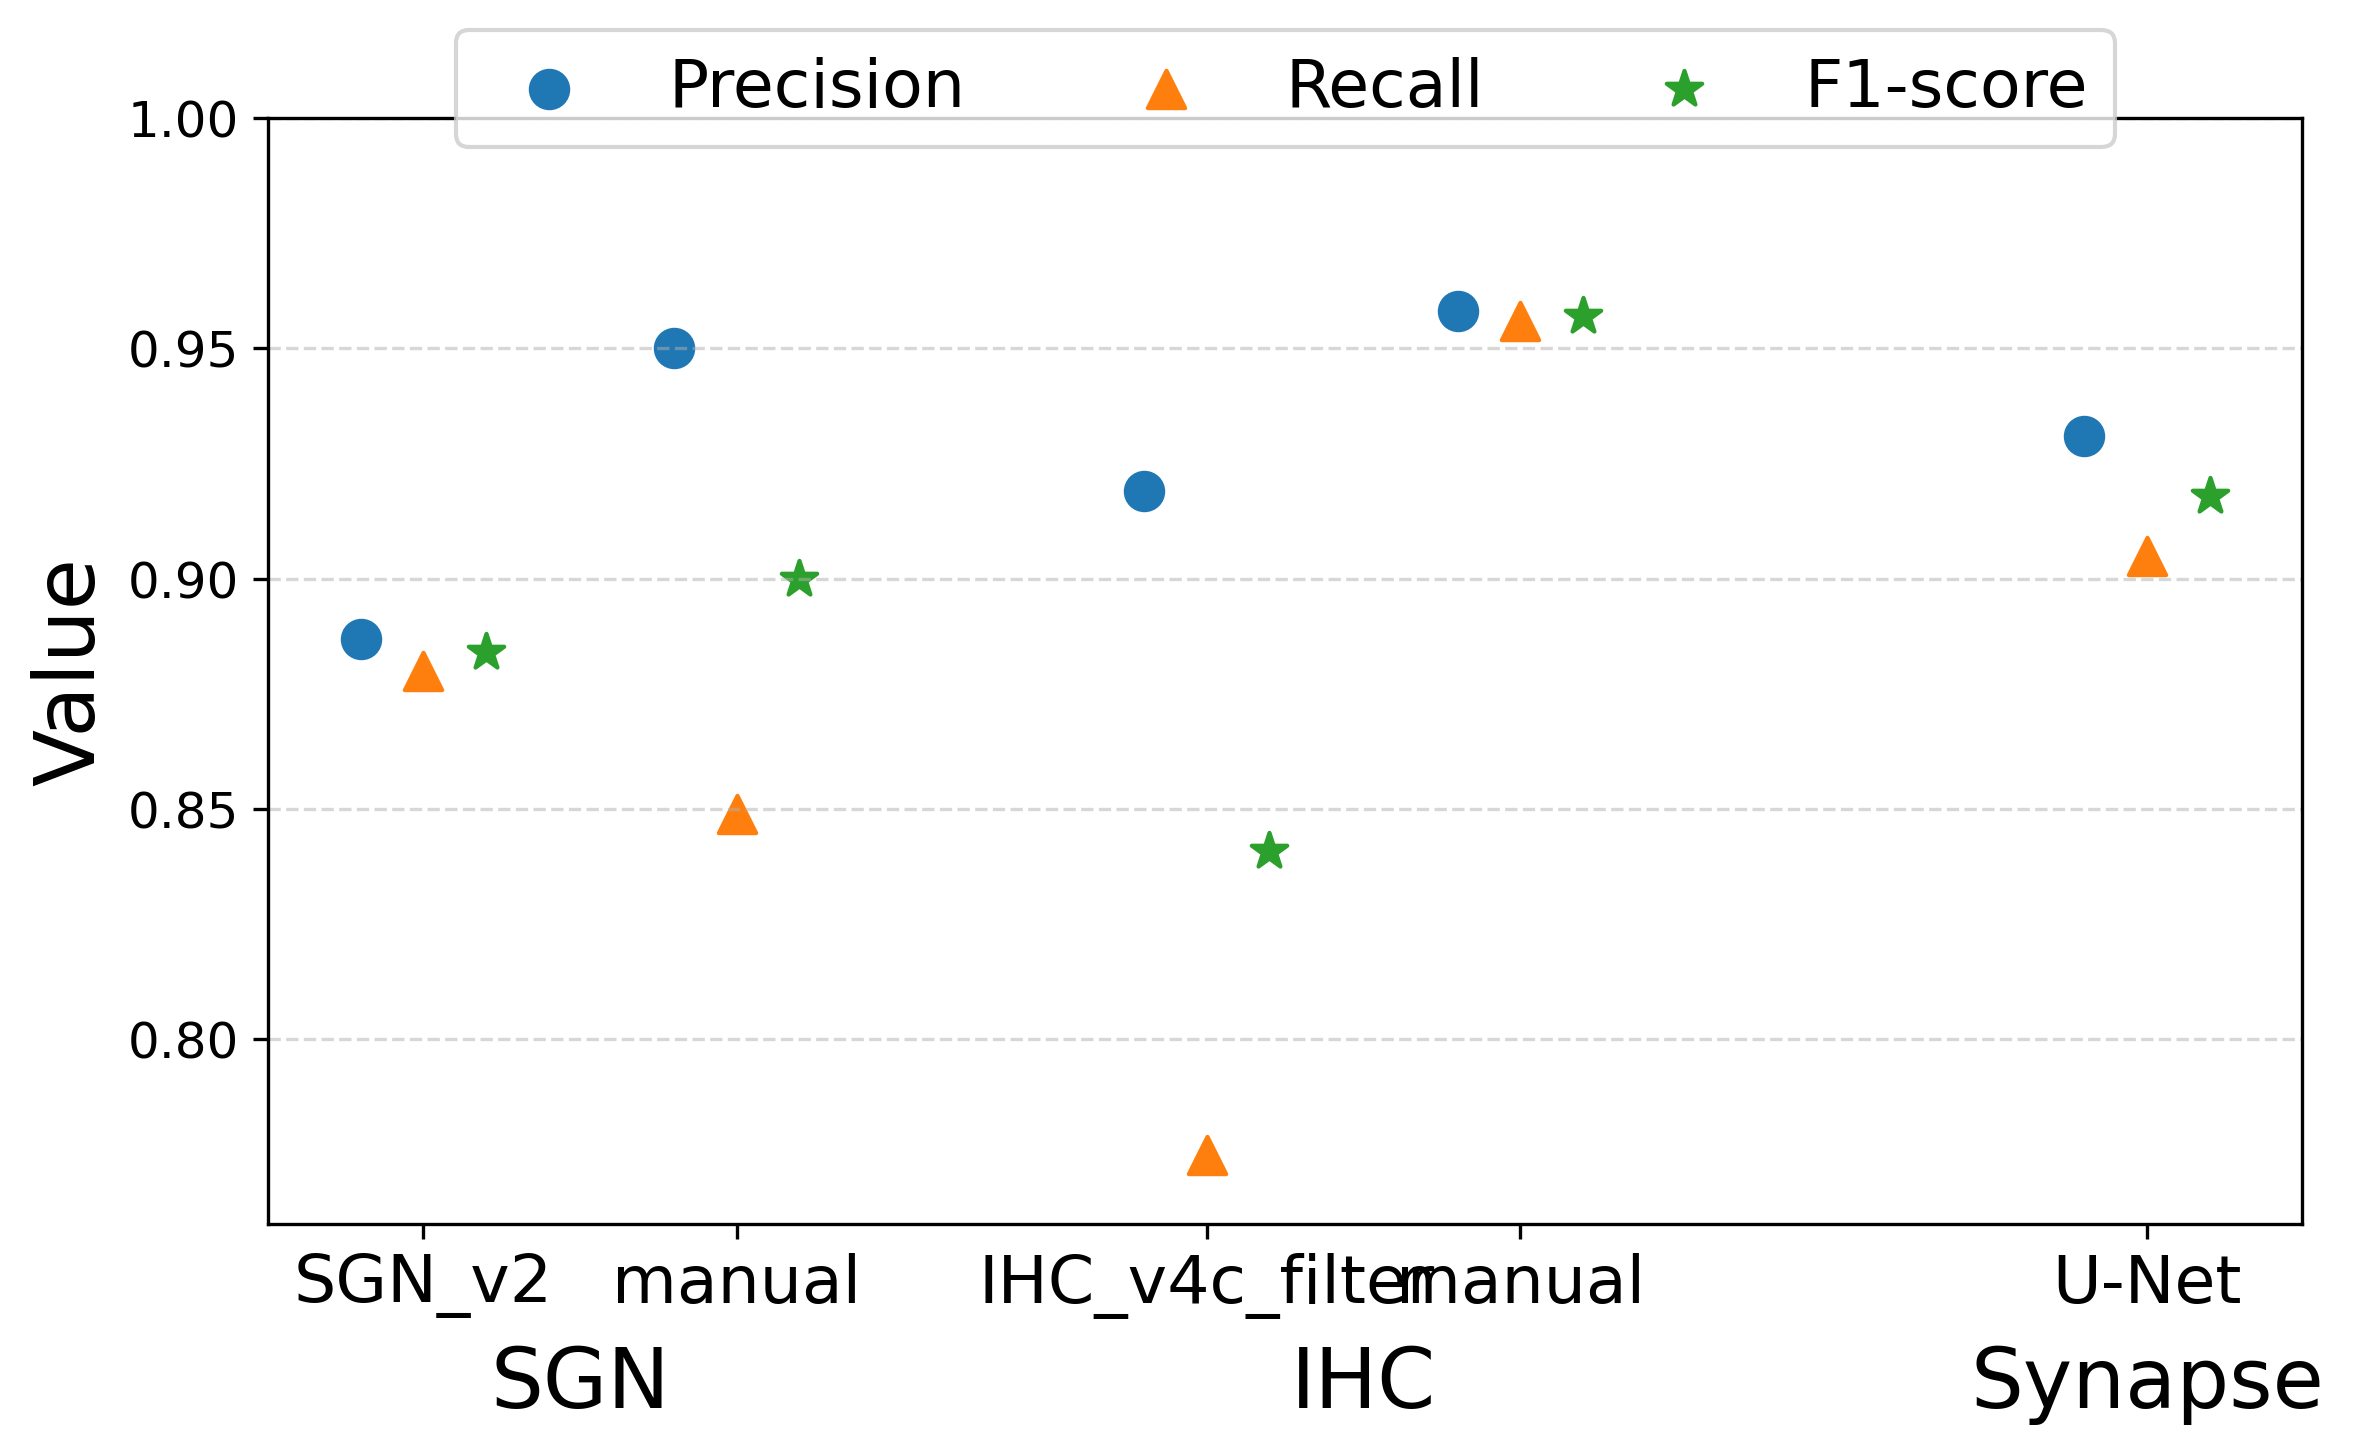 Precision Recall F1-score
1.00
0.95
0.90
0.85
0.80
Value
SGN_v2 manual IHC_v4c_filter manual U-Net
SGN IHC Synapse